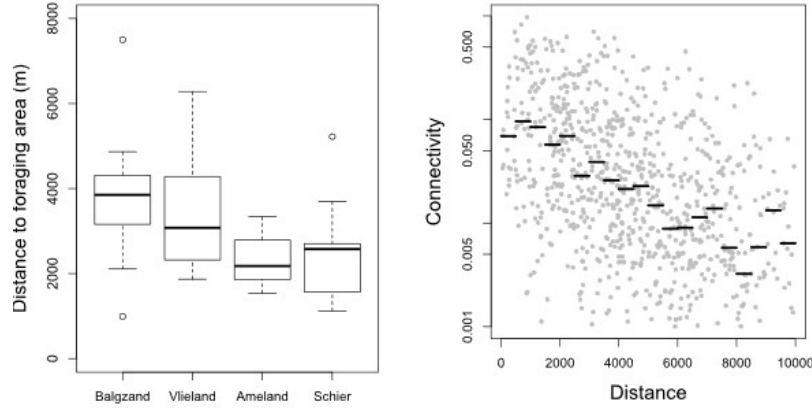 Distance to foraging area (m)
8000
6000
4000
2000
0
Balgzand Vlieland Ameland Schier
Connectivity
0.500
0.050
0.005
0.001
0 2000 4000 6000 8000 10000
Distance